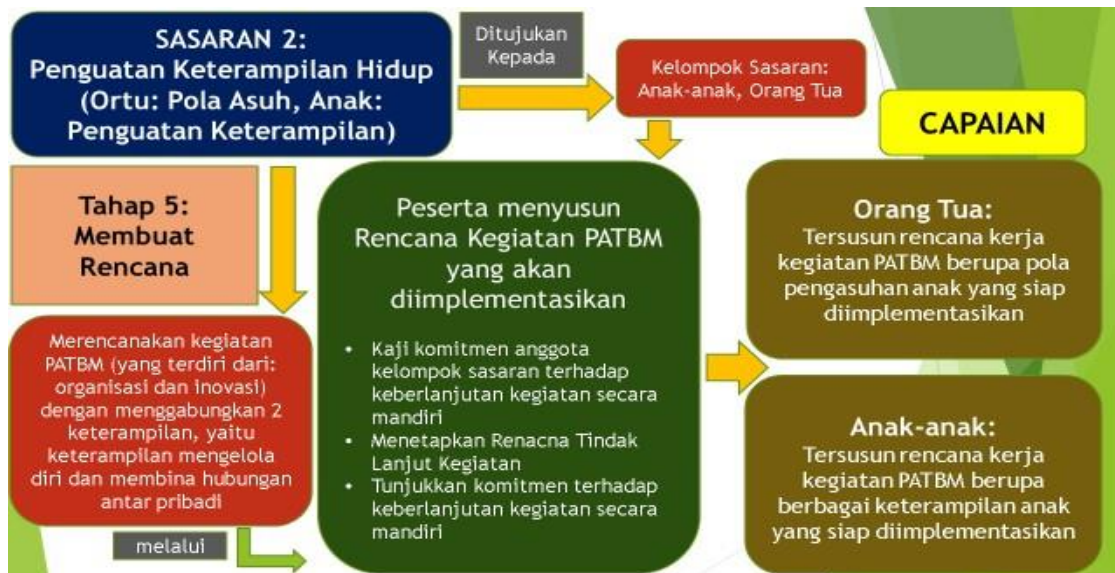 SASARAN 2:
Penguatan Keterampilan Hidup
(Ortu: Pola Asuh, Anak:
Penguatan Keterampilan)
Ditujukan
Kepada
Kelompok Sasaran:
Anak-anak, Orang Tua
CAPAIAN
Tahap 5:
Membuat
Rencana
Merencanakan kegiatan
PATBM (yang terdiri dari:
organisasi dan inovasi)
dengan menggabungkan 2
keterampilan, yaitu
keterampilan mengelola
diri dan membina hubungan
antar pribadi
melalui
Peserta menyusun
Rencana Kegiatan PATBM
yang akan
diimplementasikan
• Kaji komitmen anggota
kelompok sasaran terhadap
keberlanjutan kegiatan secara
mandiri
• Menetapkan Renacna Tindak
Lanjut Kegiatan
• Tunjukkan komitmen terhadap
keberlanjutan kegiatan secara
mandiri
Orang Tua:
Tersusun rencana kerja
kegiatan PATBM berupa pola
pengasuhan anak yang siap
diimplementasikan
Anak-anak:
Tersusun rencana kerja
kegiatan PATBM berupa
berbagai keterampilan anak
yang siap diimplementasikan